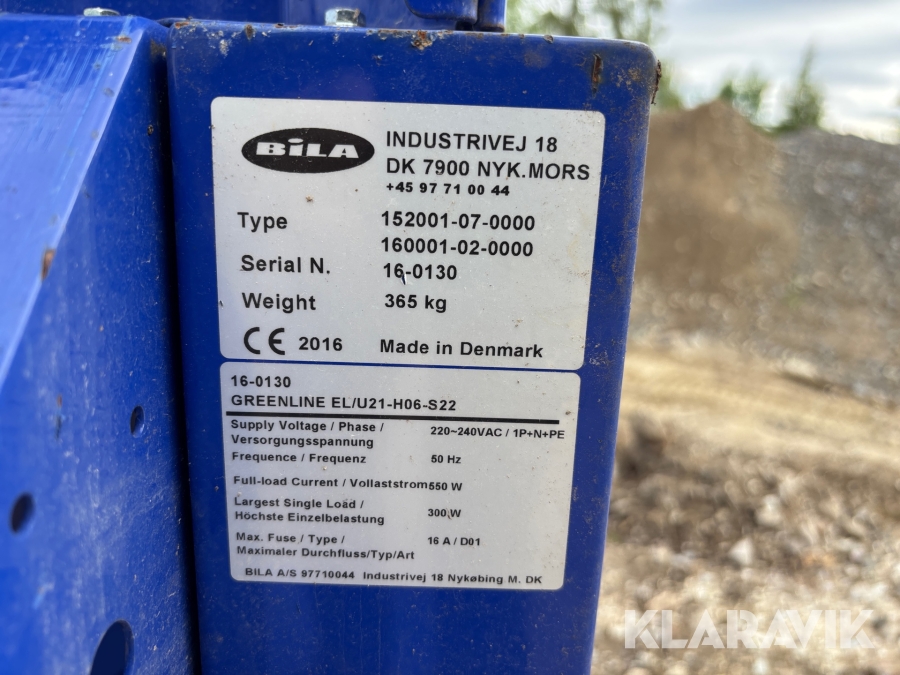 BiLA
INDUSTRIVEJ 18
DK 7900 NYK.MORS
+45 97 71 00 44
Type 152001-07-0000
160001-02-0000
Serial N. 16-0130
Weight 365 kg
CE 2016 Made in Denmark
16-0130
GREENLINE EL/U21-H06-S22
Supply Voltage / Phase / 220~240VAC / 1P+N+PE
Versorgungsspannung
Frequence / Frequenz 50 Hz
Full-load Current / Vollaststrom 550 W
Largest Single Load / 300 W
Höchste Einzelbelastung
Max. Fuse / Type / 16 A / D01
Maximaler Durchfluss/Typ/Art
BILA A/S 97710044 Industrivej 18 Nykøbing M. DK
KLARAVIK